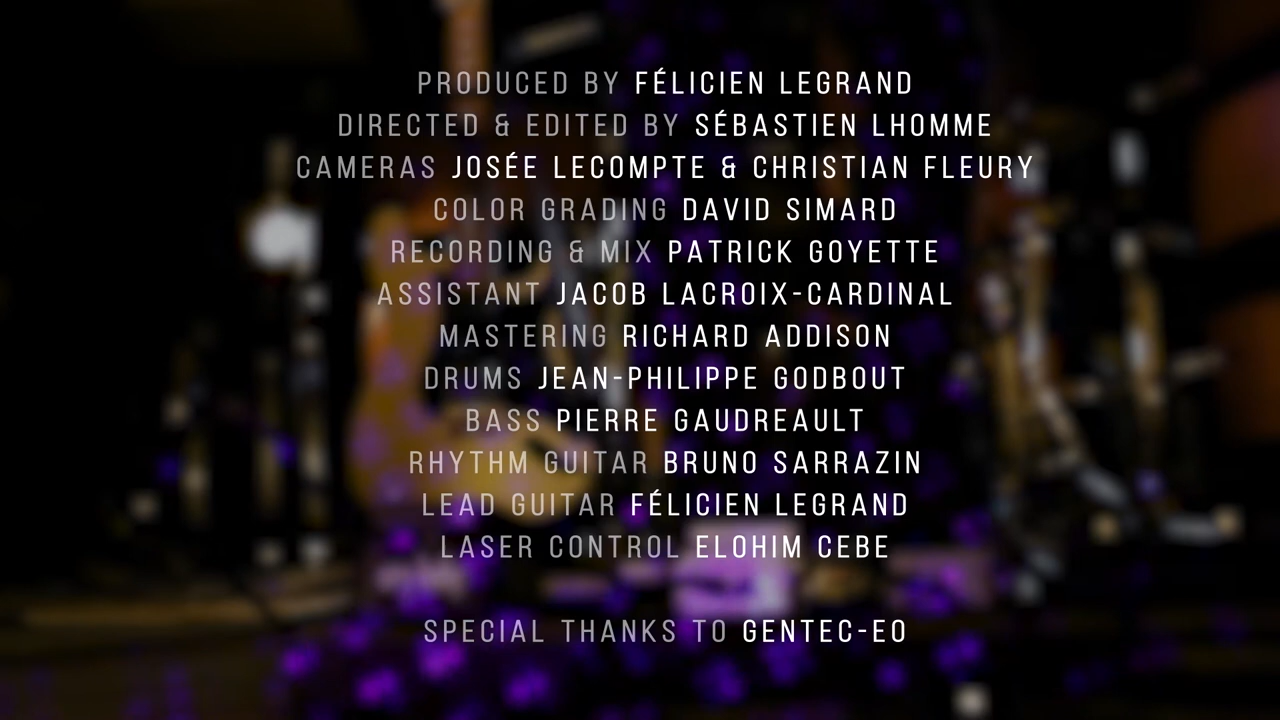 PRODUCED BY FÉLICIEN LEGRAND
DIRECTED & EDITED BY SÉBASTIEN LHOMME
CAMERAS JOSÉE LECOMPTE & CHRISTIAN FLEURY
COLOR GRADING DAVID SIMARD
RECORDING & MIX PATRICK GOYETTE
ASSISTANT JACOB LACROIX-CARDINAL
MASTERING RICHARD ADDISON
DRUMS JEAN-PHILIPPE GODBOUT
BASS PIERRE GAUDREAULT
RHYTHM GUITAR BRUNO SARRAZIN
LEAD GUITAR FÉLICIEN LEGRAND
LASER CONTROL ELOHIM CEBE
SPECIAL THANKS TO GENTEC-EO